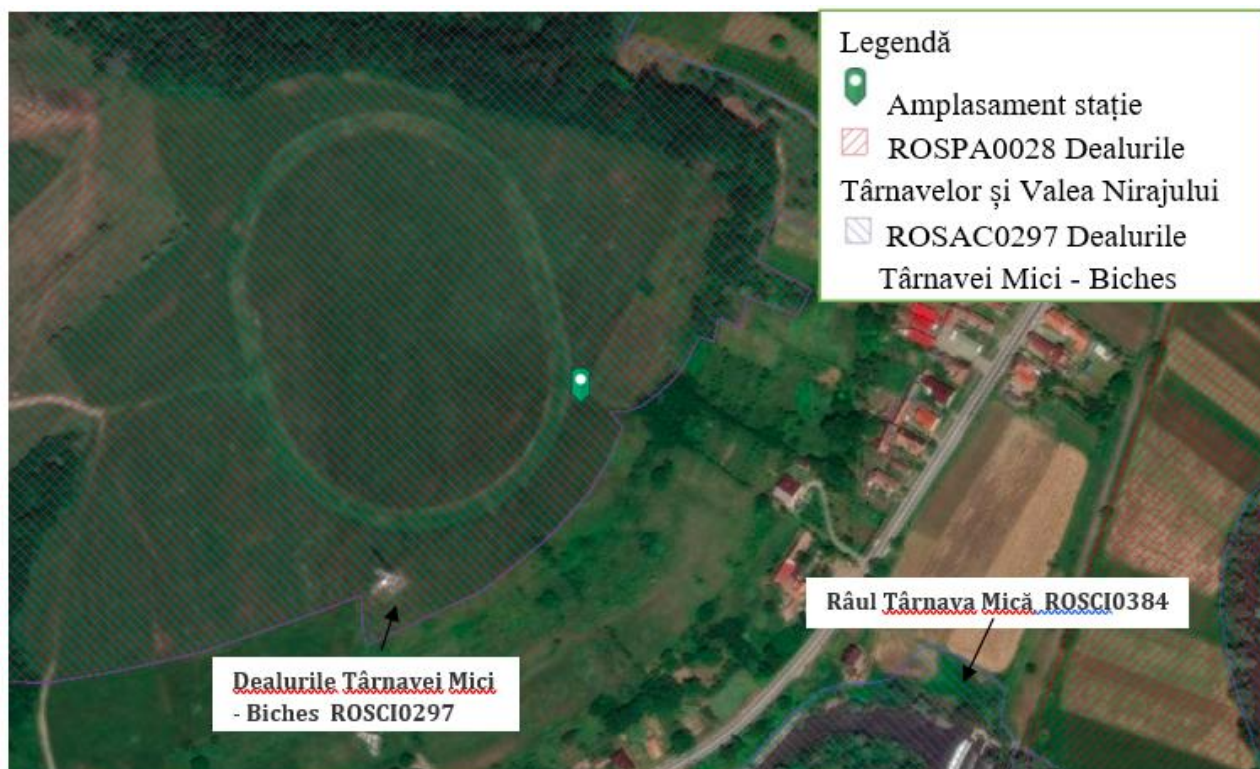 Legendă
Amplasament stație
ROSPA0028 Dealurile
Târnavelor și Valea Nirajului
ROSAC0297 Dealurile
Târnavei Mici - Biches
Râul Târnava Mică ROSCI0384
Dealurile Târnavei Mici
- Biches ROSCI0297